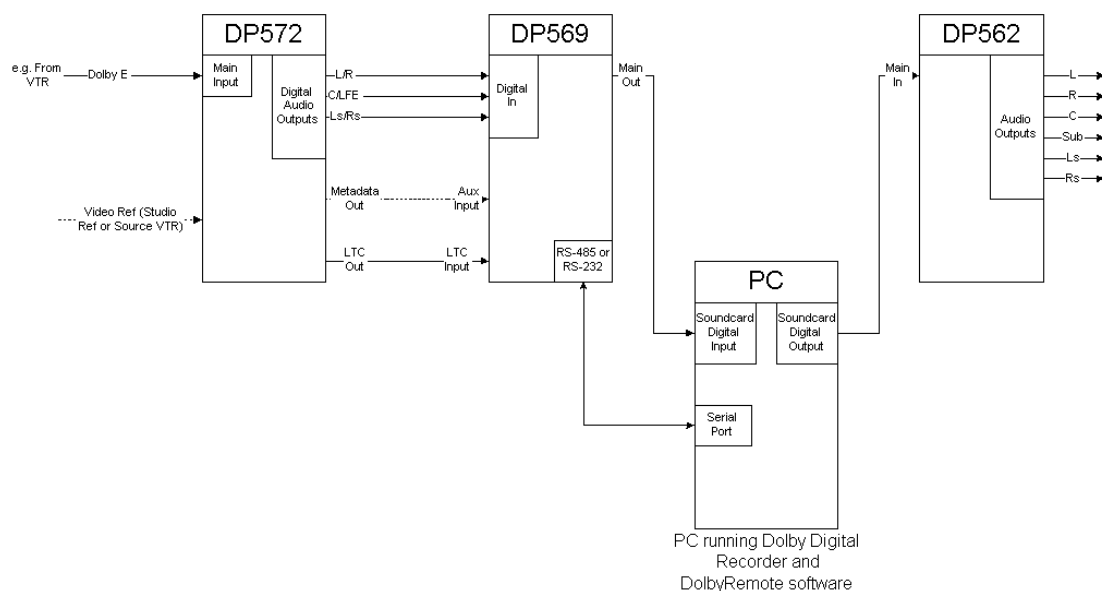 DP572
DP569
DP562
e.g. From
VTR
Dolby E
Main
Input
Digital
Audio
Outputs
L/R
C/LFE
Ls/Rs
Digital
In
Main
Out
Main
In
Audio
Outputs
L
R
C
Sub
Ls
Rs
Metadata
Out
Aux
Input
Video Ref (Studio
Ref or Source VTR)
LTC
Out
LTC
Input
RS-485 or
RS-232
PC
Soundcard
Digital
Input
Soundcard
Digital
Output
Serial
Port
PC running Dolby Digital
Recorder and
DolbyRemote software